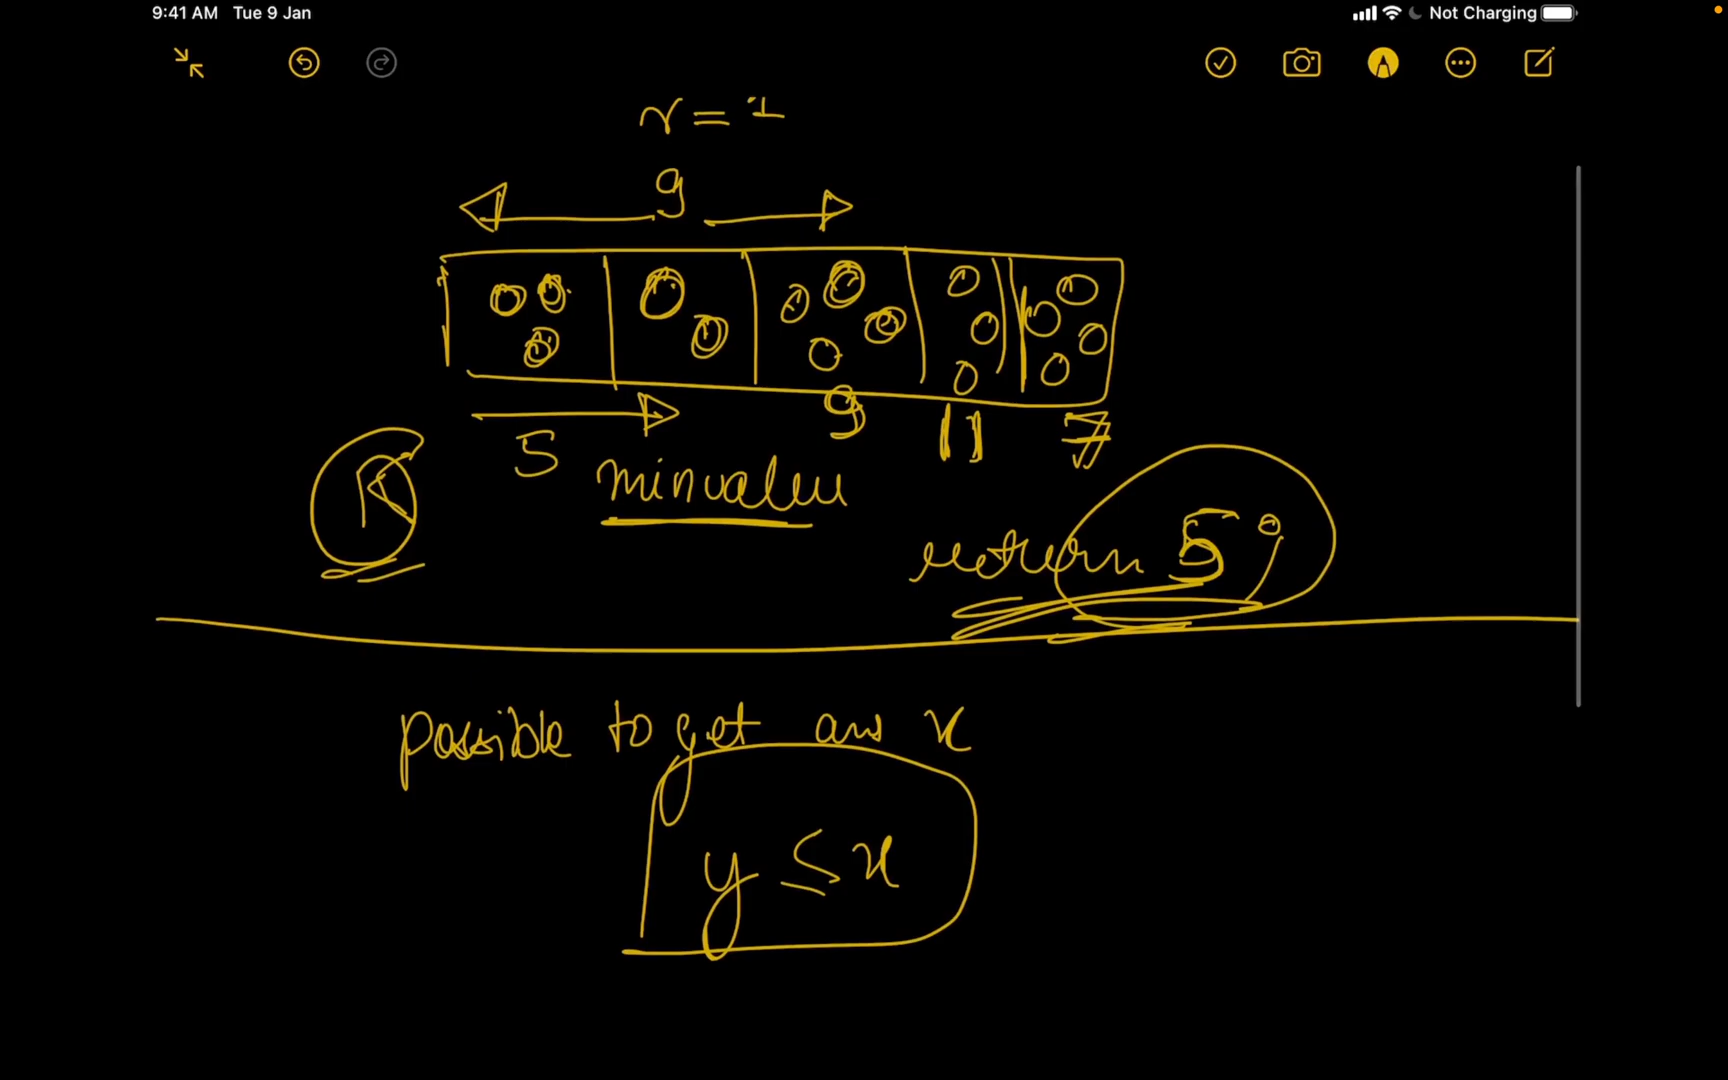 9:41 AM Tue 9 Jan
Not Charging
r = 1
9
5
9
11
7
K
minvalue
return 5;
possible to get ans x
y ≤ x